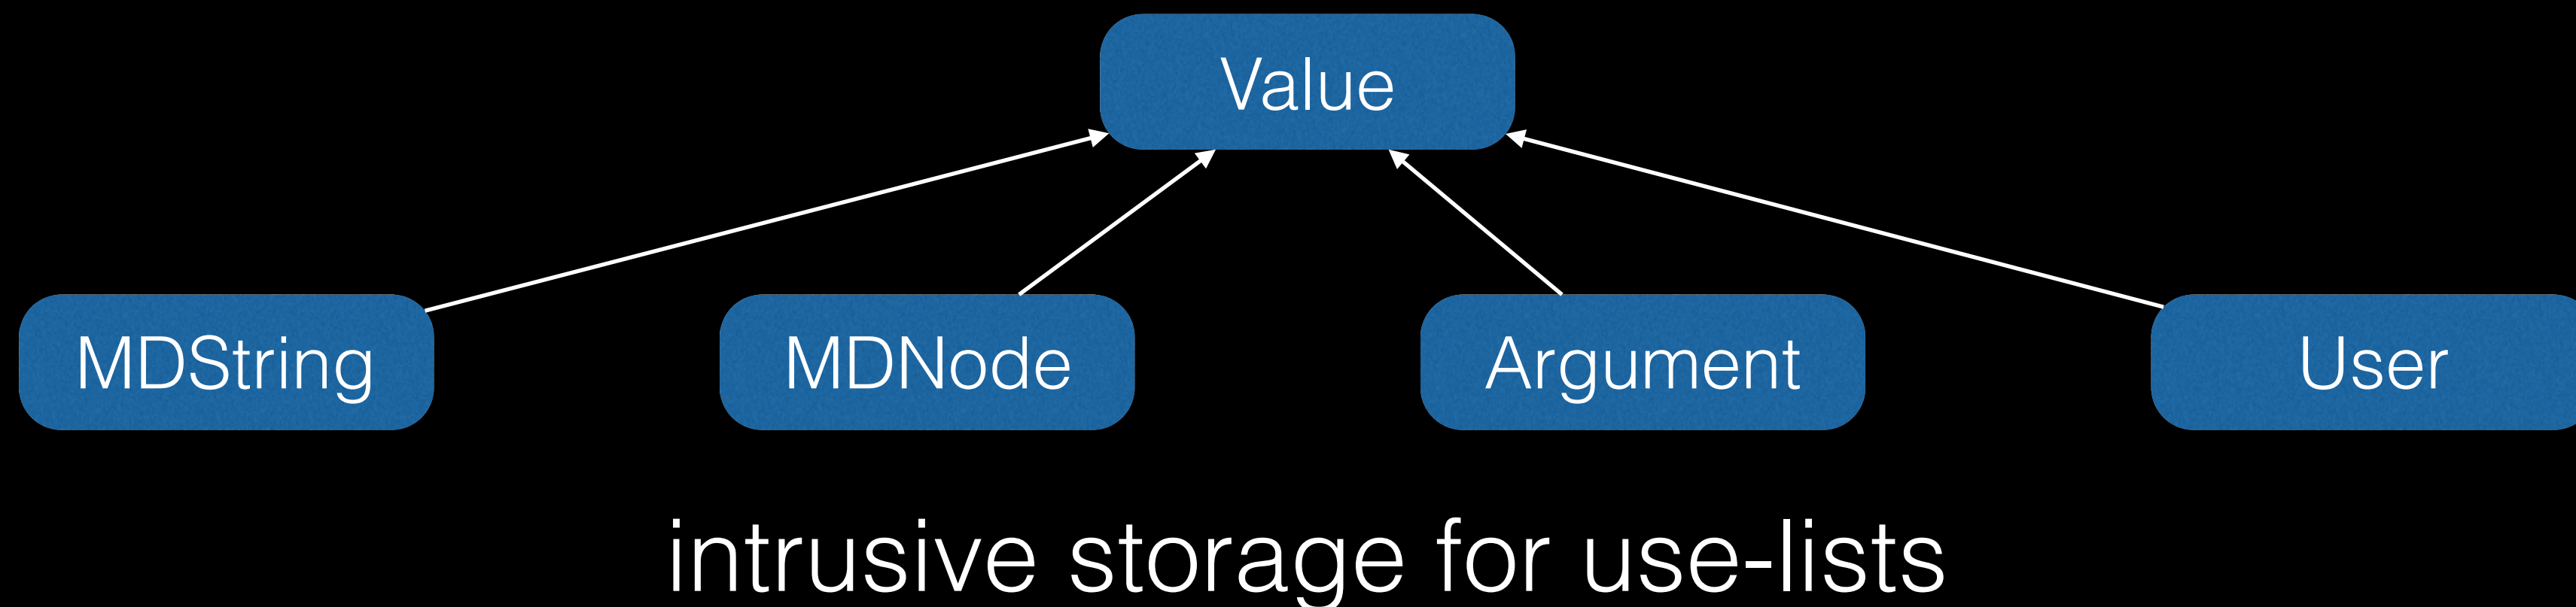 Value
MDString
MDNode
Argument
User
intrusive storage for use-lists